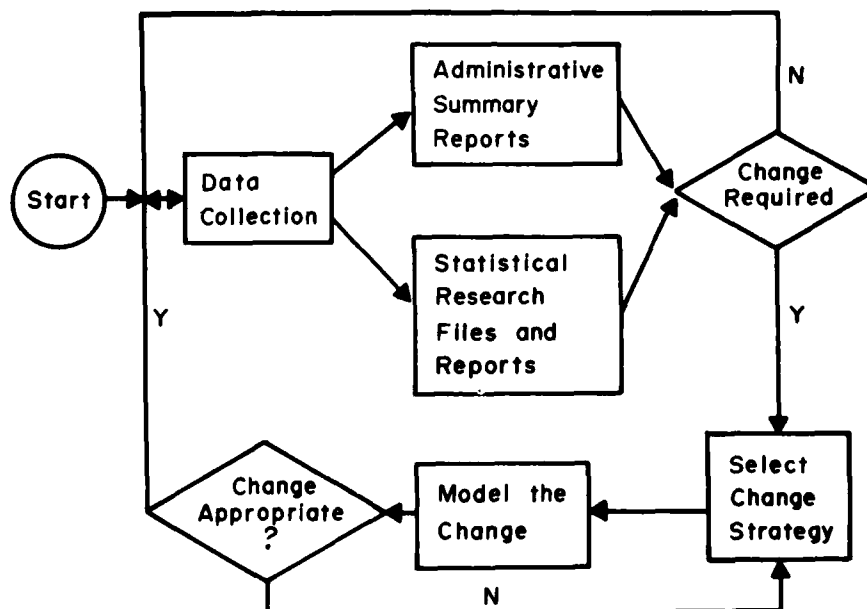 Administrative
Summary
Reports
N
Start
Data
Collection
Change
Required
Statistical
Research
Files and
Reports
Y
Y
Change
Appropriate
?
Model the
Change
Select
Change
Strategy
N